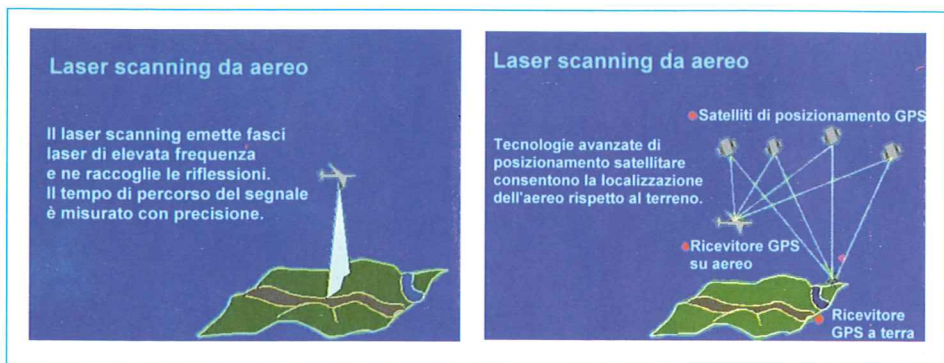 Laser scanning da aereo
Il laser scanning emette fasci
laser di elevata frequenza
e ne raccoglie le riflessioni.
Il tempo di percorso del segnale
è misurato con precisione.
Laser scanning da aereo
Satelliti di posizionamento GPS
Tecnologie avanzate di
posizionamento satellitare
consentono la localizzazione
dell'aereo rispetto al terreno.
Ricevitore GPS
su aereo
Ricevitore
GPS a terra